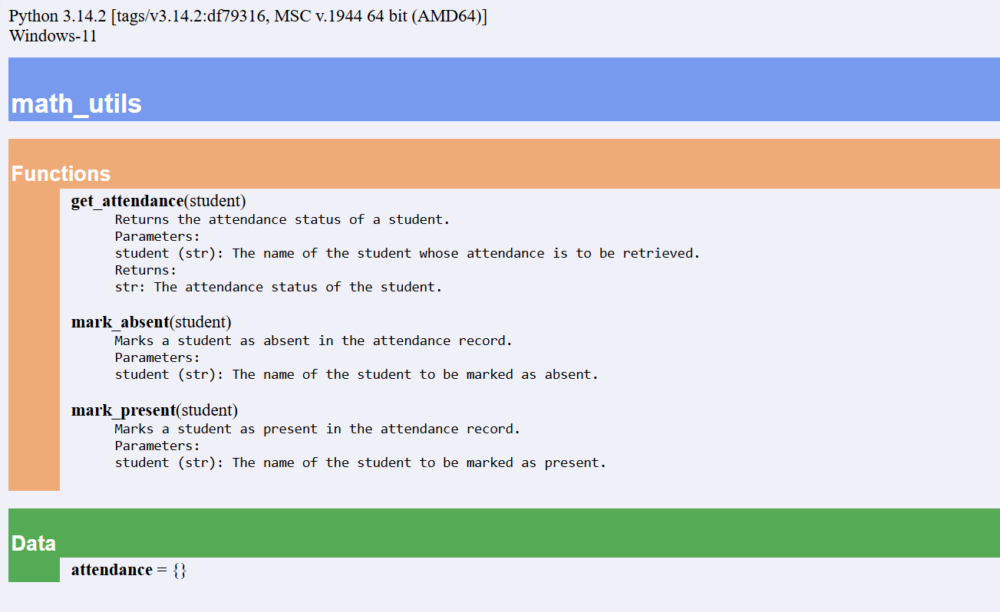 Python 3.14.2 [tags/v3.14.2:df79316, MSC v.1944 64 bit (AMD64)]
Windows-11
math_utils
Functions
get_attendance(student)
Returns the attendance status of a student.
Parameters:
student (str): The name of the student whose attendance is to be retrieved.
Returns:
str: The attendance status of the student.
mark_absent(student)
Marks a student as absent in the attendance record.
Parameters:
student (str): The name of the student to be marked as absent.
mark_present(student)
Marks a student as present in the attendance record.
Parameters:
student (str): The name of the student to be marked as present.
Data
attendance = {}